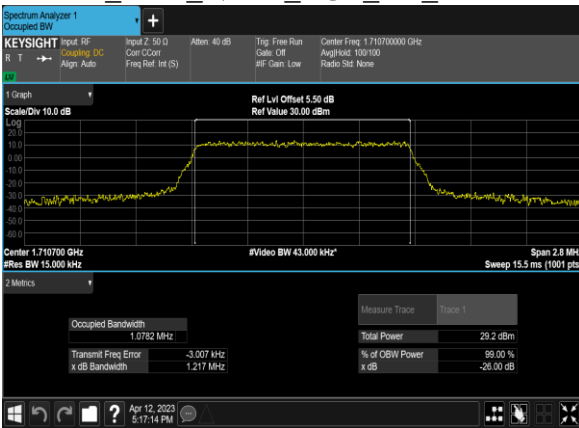 Spectrum Analyzer 1
Occupied BW
+
KEYSIGHT
R T
LV
Input: RF
Coupling: DC
Align: Auto
Input Z: 50 Ω
Corr CCorr
Freq Ref: Int (S)
Atten: 40 dB
Trig: Free Run
Gate: Off
#IF Gain: Low
Center Freq: 1.710700000 GHz
Avg|Hold: 100/100
Radio Std: None
1 Graph
Scale/Div 10.0 dB
Ref Lvl Offset 5.50 dB
Ref Value 30.00 dBm
Log
20.0
10.0
0.00
-10.0
-20.0
-30.0
-40.0
-50.0
-60.0
Center 1.710700 GHz
#Res BW 15.000 kHz
#Video BW 43.000 kHz*
Span 2.8 MHz
Sweep 15.5 ms (1001 pts
2 Metrics
Measure Trace Trace 1
Occupied Bandwidth
1.0782 MHz
Total Power 29.2 dBm
Transmit Freq Error -3.007 kHz
% of OBW Power 99.00 %
x dB Bandwidth 1.217 MHz
x dB -26.00 dB
?
Apr 12, 2023
5:17:14 PM